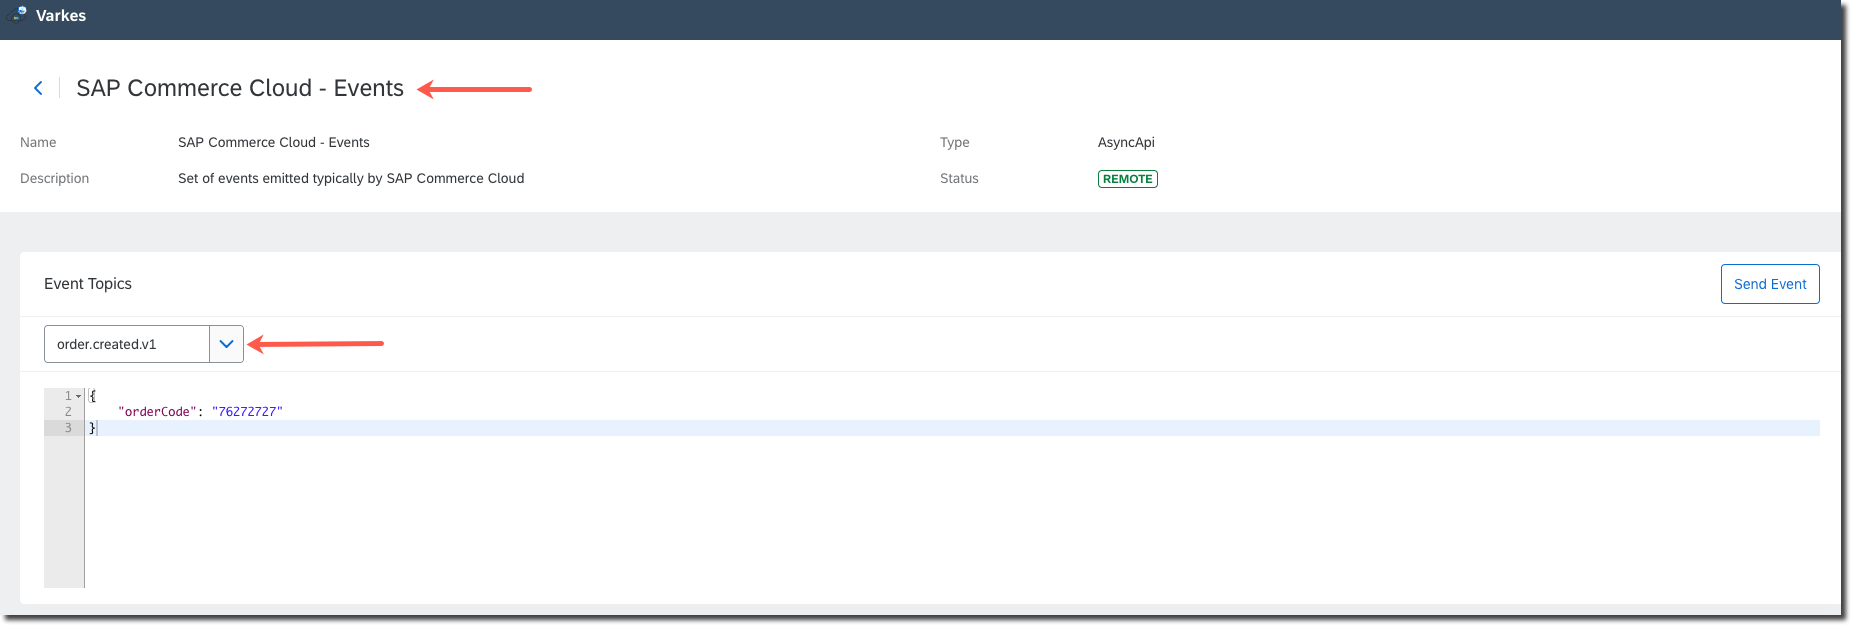 Varkes
SAP Commerce Cloud - Events
Name SAP Commerce Cloud - Events Type AsyncApi
Description Set of events emitted typically by SAP Commerce Cloud Status REMOTE
Event Topics Send Event
order.created.v1
1 {
2 "orderCode": "76272727"
3 }